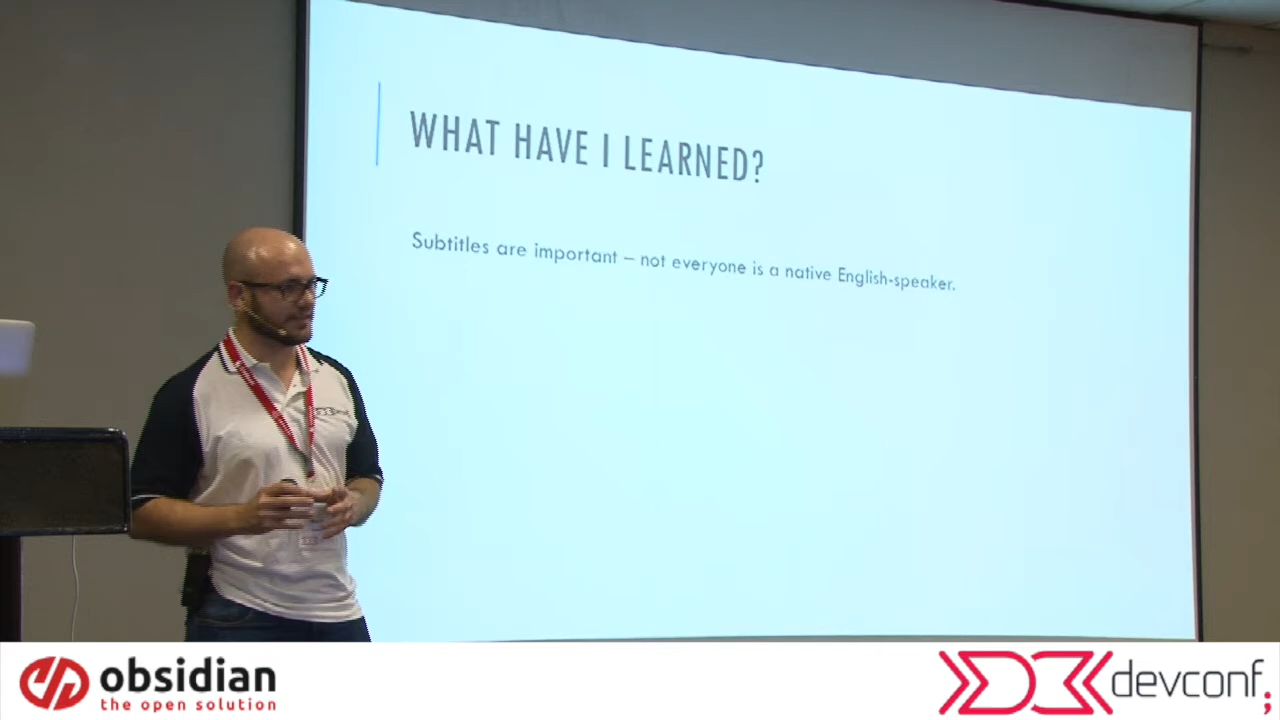 WHAT HAVE I LEARNED?
Subtitles are important – not everyone is a native English-speaker.
obsidian
the open solution
devconf;